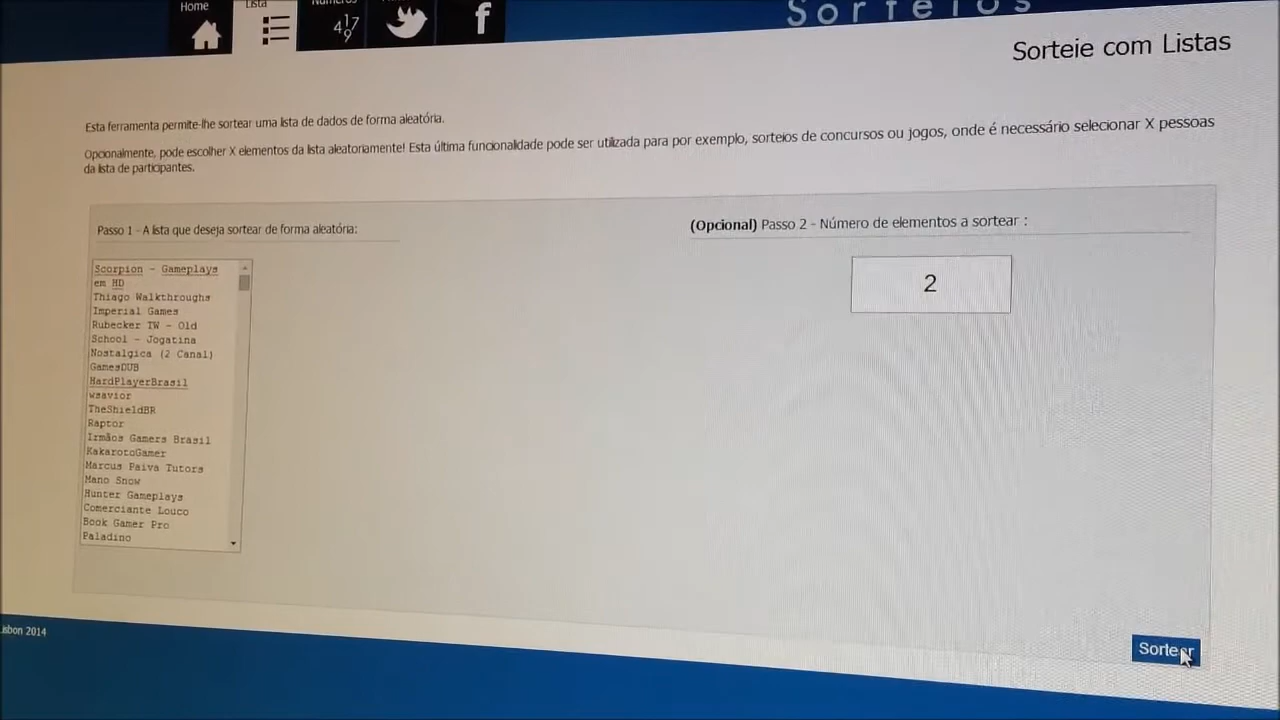 Home
Lista
Números
Sorteios
Sorteie com Listas
Esta ferramenta permite-lhe sortear uma lista de dados de forma aleatória.
Opcionalmente, pode escolher X elementos da lista aleatoriamente! Esta última funcionalidade pode ser utilizada para por exemplo, sorteios de concursos ou jogos, onde é necessário selecionar X pessoas
da lista de participantes.
Passo 1 - A lista que deseja sortear de forma aleatória:
(Opcional) Passo 2 - Número de elementos a sortear :
2
Scorpion - Gameplays
em HD
Thiago Walkthroughs
Imperial Games
Rubecker TW - Old
School - Jogatina
Nostalgica (2 Canal)
GamesDUB
HardPlayerBrasil
wsavior
TheShieldBR
Raptor
Irmãos Gamers Brasil
KakarotoGamer
Marcus Paiva Tutors
Mano Snow
Hunter Gameplays
Comerciante Louco
Book Gamer Pro
Paladino
Sortear
Lisbon 2014